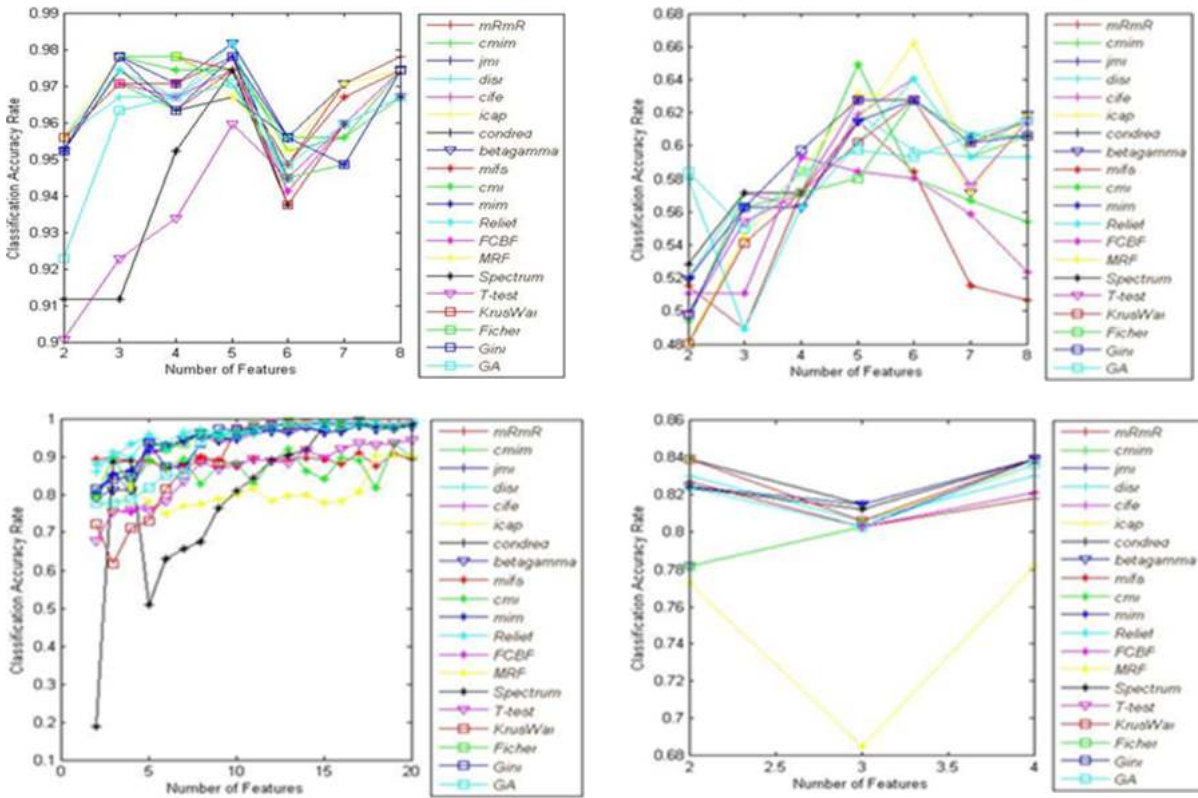 0.99
0.98
0.97
0.96
0.95
0.94
0.93
0.92
0.91
0.9
2 3 4 5 6 7 8
Number of Features
Classification Accuracy Rate
mRmR
cmim
jmi
disr
cife
icap
condred
betagamma
mifs
cmi
mim
Relief
FCBF
MRF
Spectrum
T-test
KrusWal
Ficher
Gini
GA
0.68
0.66
0.64
0.62
0.6
0.58
0.56
0.54
0.52
0.5
0.48
2 3 4 5 6 7 8
Number of Features
Classification Accuracy Rate
mRmR
cmim
jmi
disr
cife
icap
condred
betagamma
mifs
cmi
mim
Relief
FCBF
MRF
Spectrum
T-test
KrusWal
Ficher
Gini
GA
1
0.9
0.8
0.7
0.6
0.5
0.4
0.3
0.2
0.1
0 5 10 15 20
Number of Features
Classification Accuracy Rate
mRmR
cmim
jmi
disr
cife
icap
condred
betagamma
mifs
cmi
mim
Relief
FCBF
MRF
Spectrum
T-test
KrusWal
Ficher
Gini
GA
0.86
0.84
0.82
0.8
0.78
0.76
0.74
0.72
0.7
0.68
2 2.5 3 3.5 4
Number of Features
Classification Accuracy Rate
mRmR
cmim
jmi
disr
cife
icap
condred
betagamma
mifs
cmi
mim
Relief
FCBF
MRF
Spectrum
T-test
KrusWal
Ficher
Gini
GA